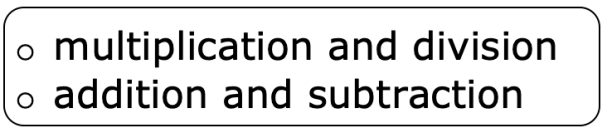 ○ multiplication and division
○ addition and subtraction